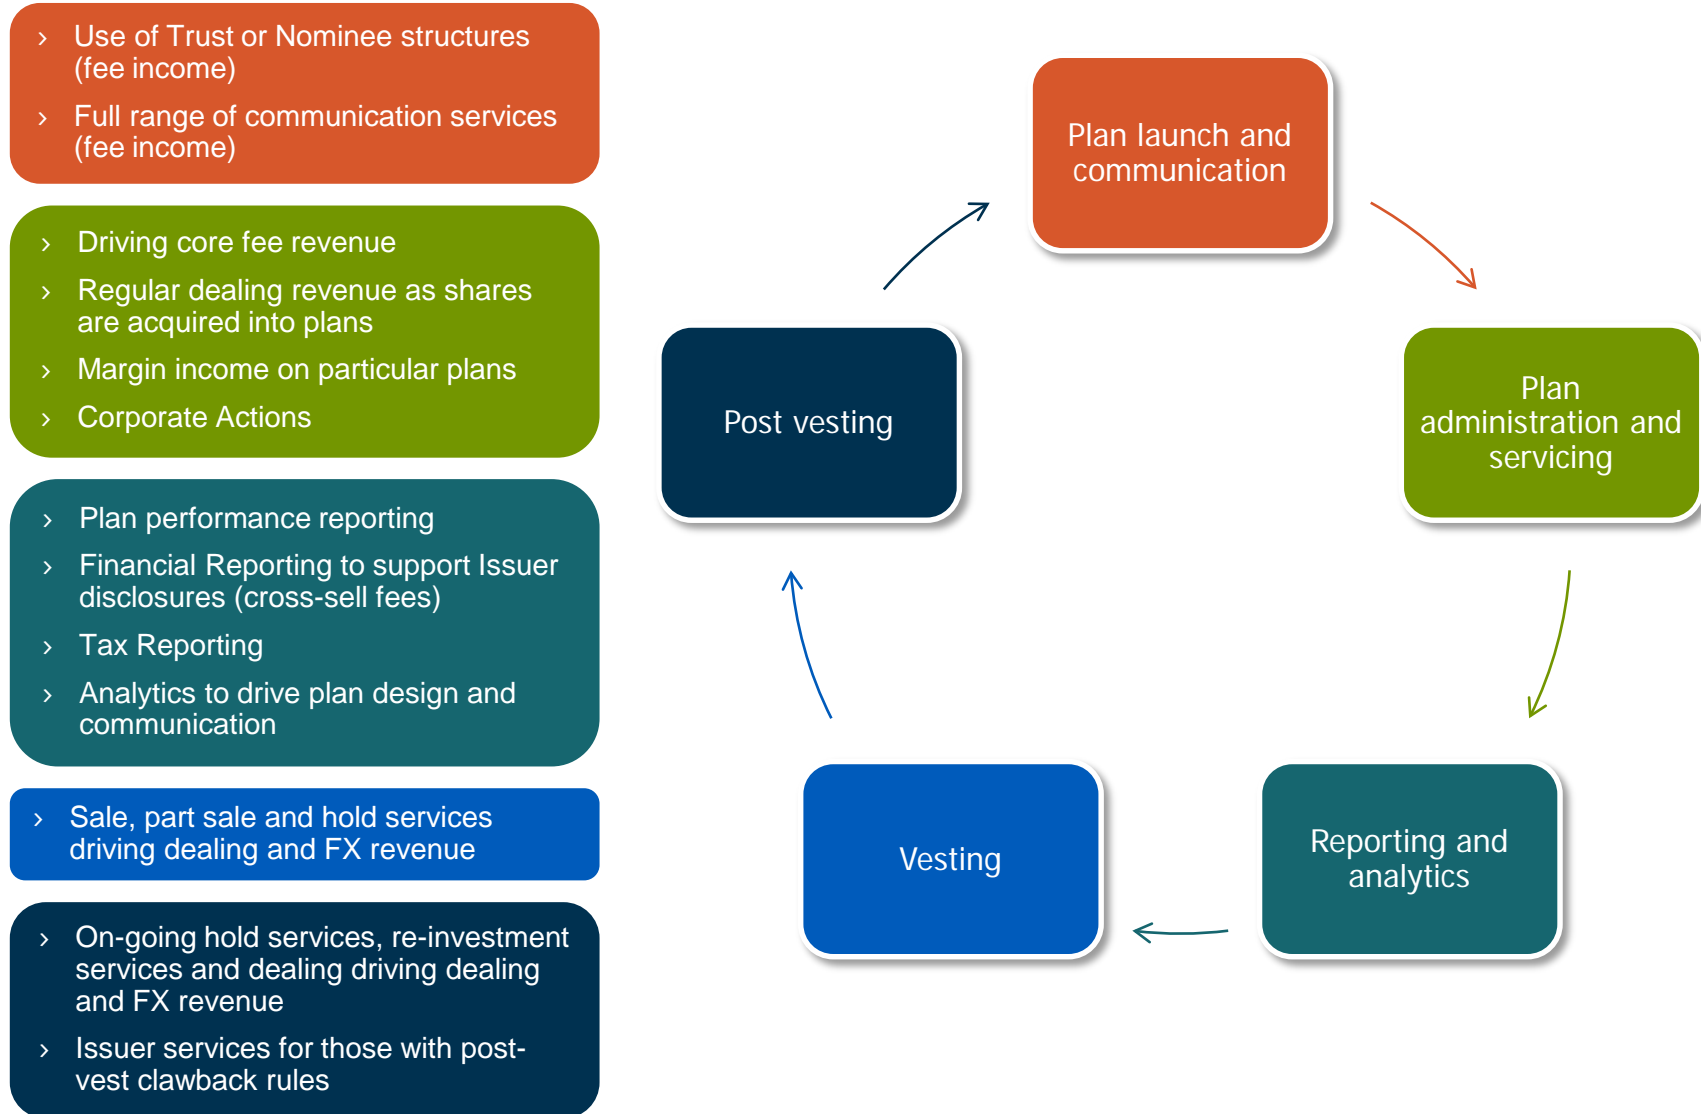 › Use of Trust or Nominee structures
(fee income)
› Full range of communication services
(fee income)
› Driving core fee revenue
› Regular dealing revenue as shares
are acquired into plans
› Margin income on particular plans
› Corporate Actions
› Plan performance reporting
› Financial Reporting to support Issuer
disclosures (cross-sell fees)
› Tax Reporting
› Analytics to drive plan design and
communication
› Sale, part sale and hold services
driving dealing and FX revenue
› On-going hold services, re-investment
services and dealing driving dealing
and FX revenue
› Issuer services for those with post-
vest clawback rules
Plan launch and
communication
Plan
administration and
servicing
Reporting and
analytics
Vesting
Post vesting